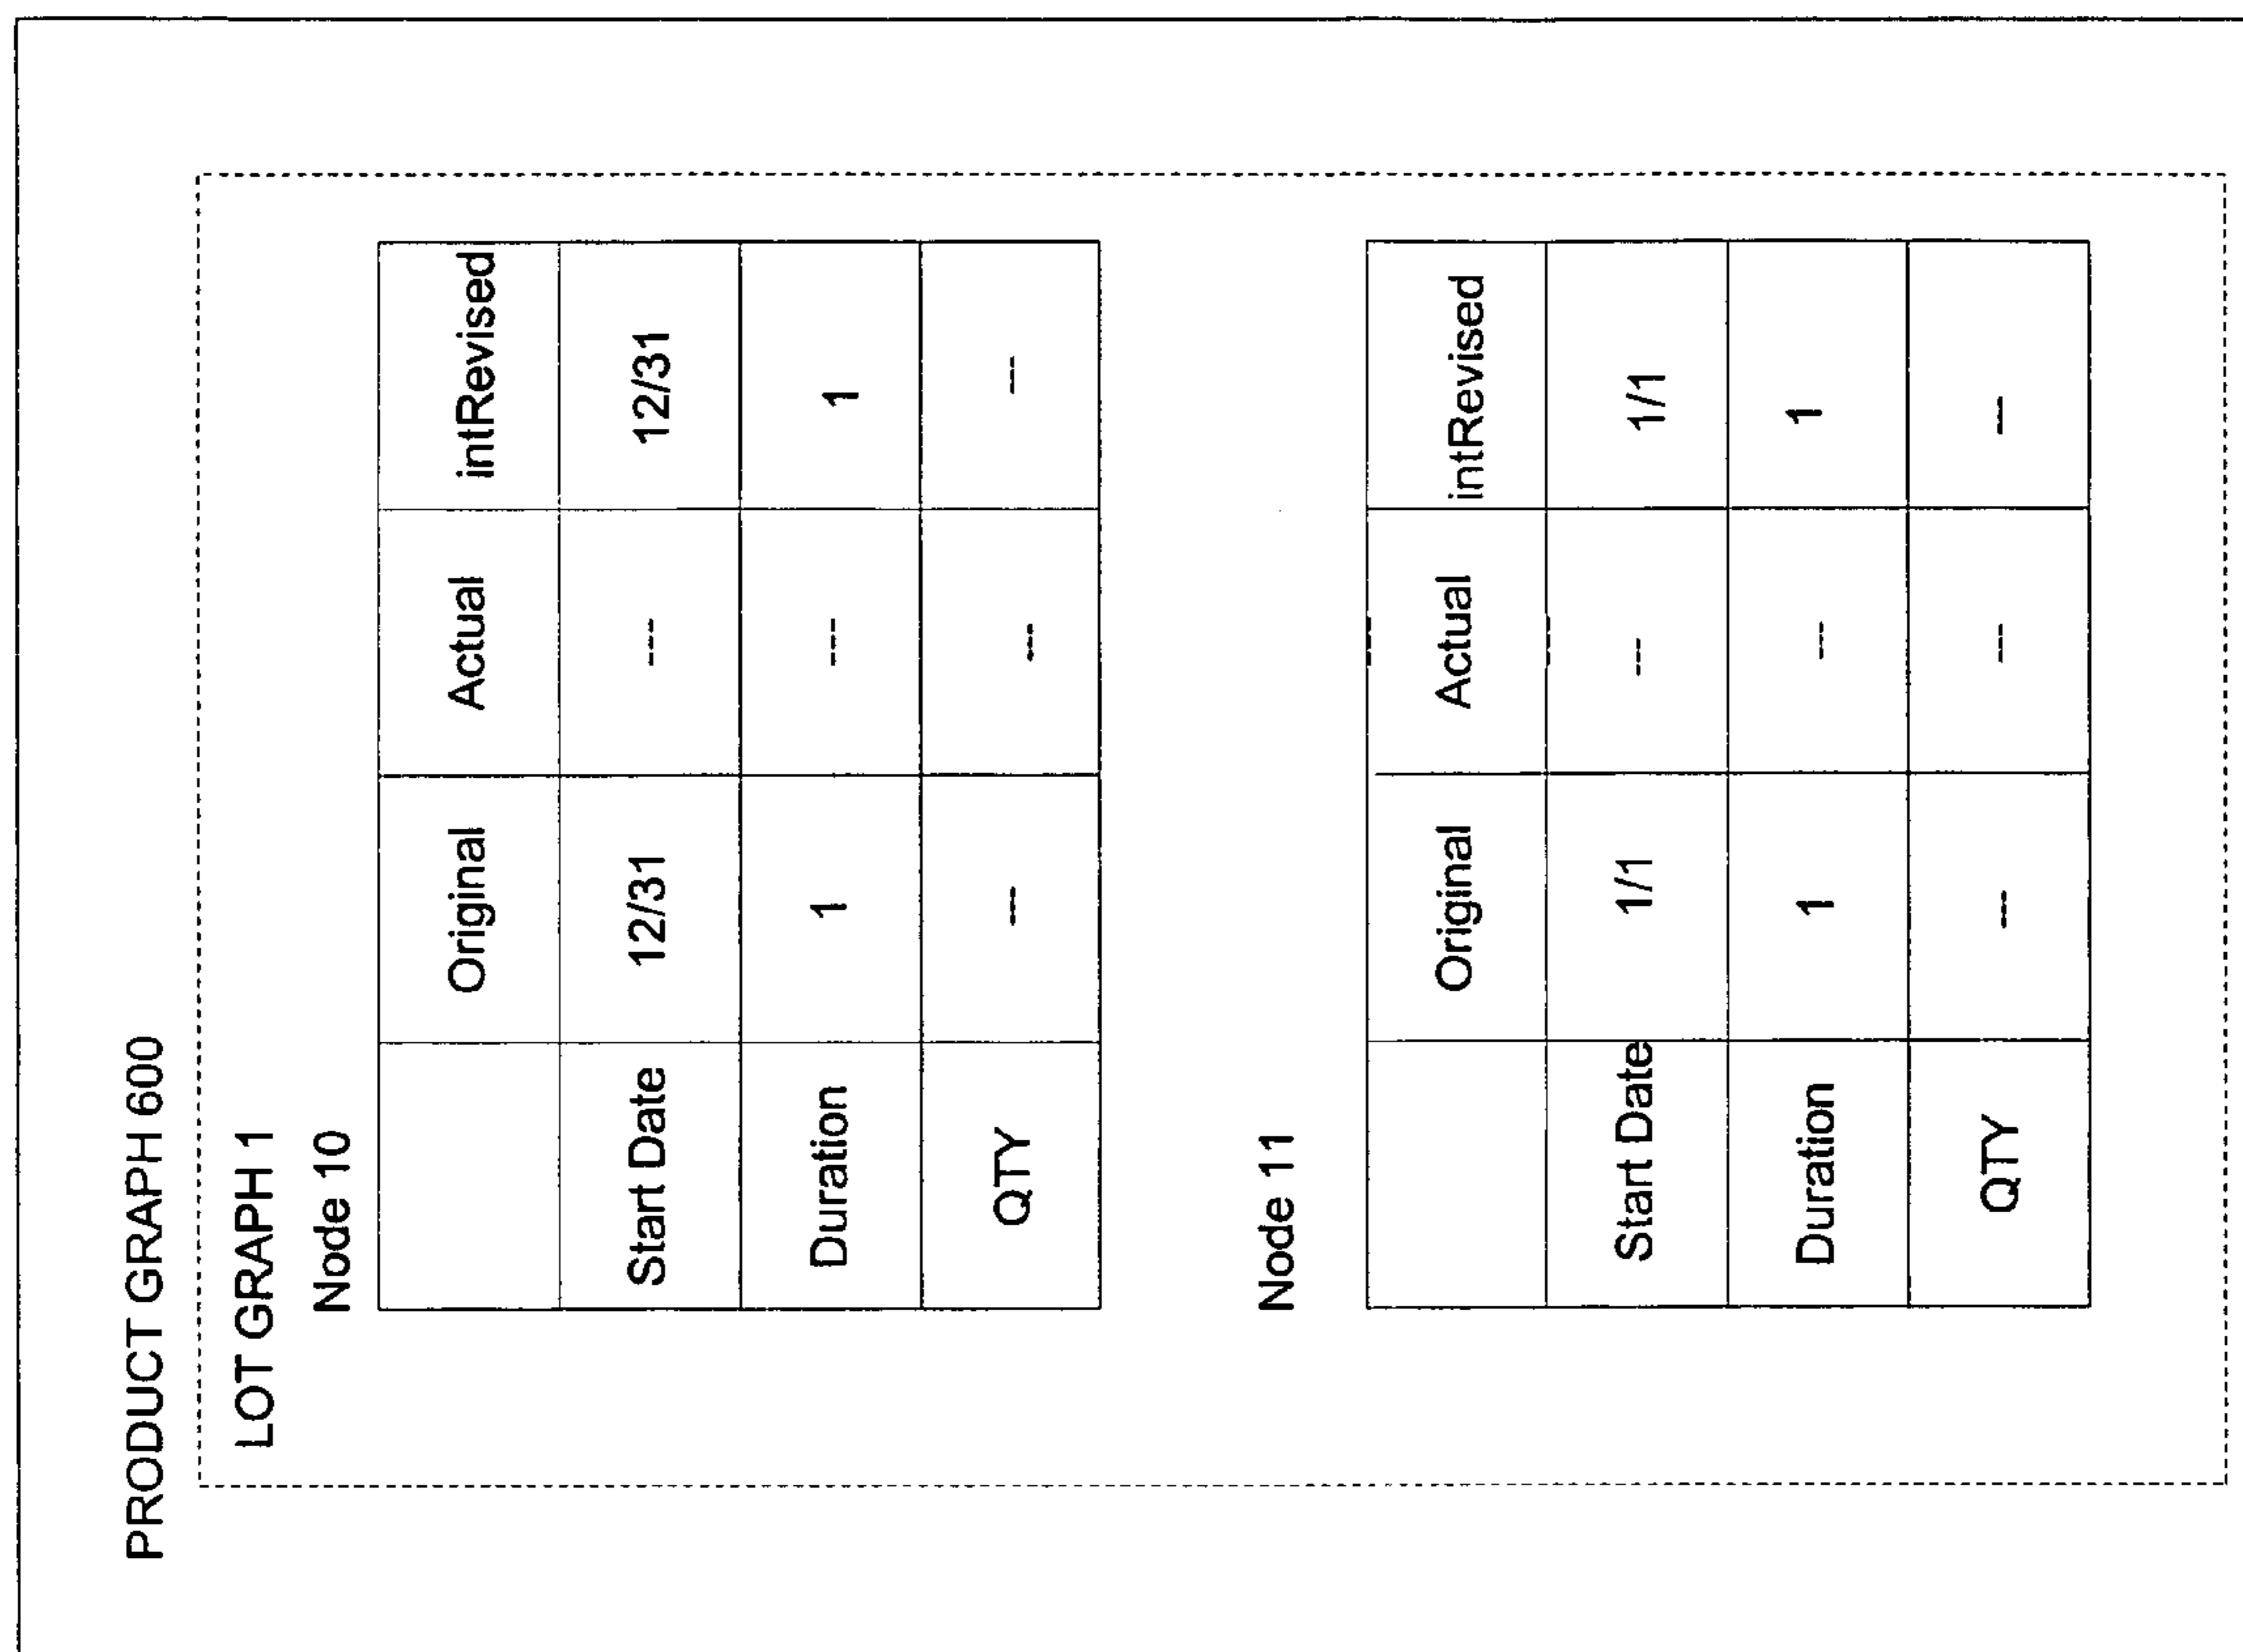 PRODUCT GRAPH 600
LOT GRAPH 1
Node 10
Original Actual intRevised
Start Date 12/31 --- 12/31
Duration 1 --- 1
QTY --- --- ---
Node 11
Original Actual intRevised
Start Date 1/1 --- 1/1
Duration 1 --- 1
QTY --- --- ---